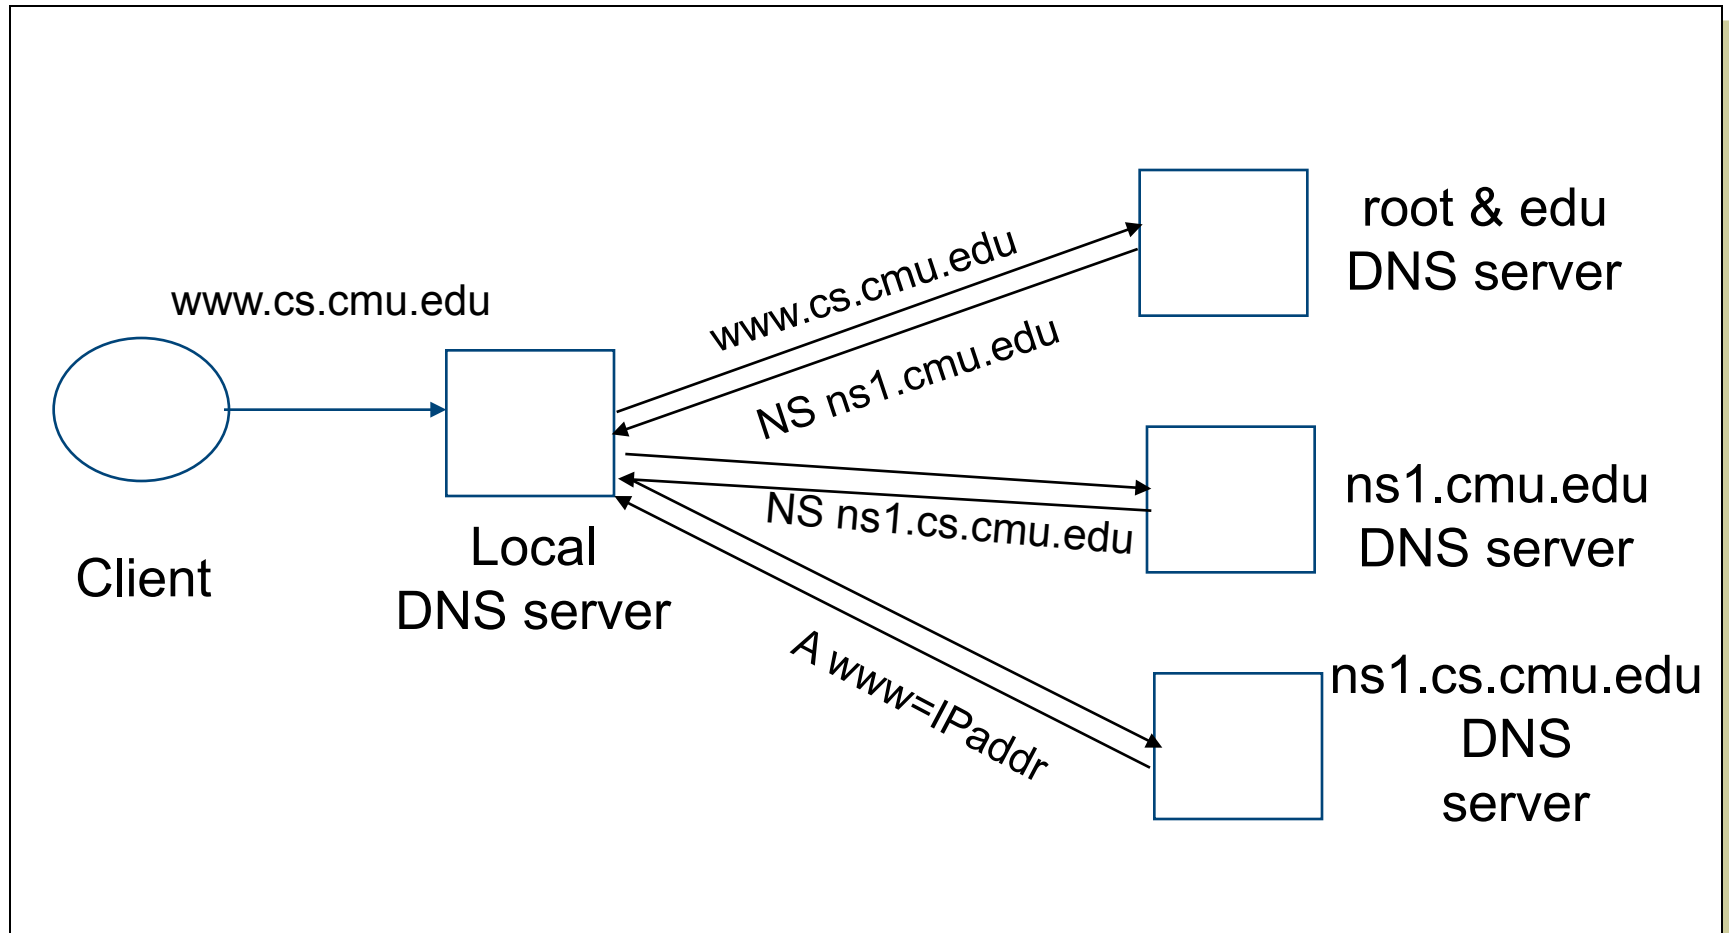 www.cs.cmu.edu
Client
Local
DNS server
www.cs.cmu.edu
NS ns1.cmu.edu
NS ns1.cs.cmu.edu
A www=IPaddr
root & edu
DNS server
ns1.cmu.edu
DNS server
ns1.cs.cmu.edu
DNS
server